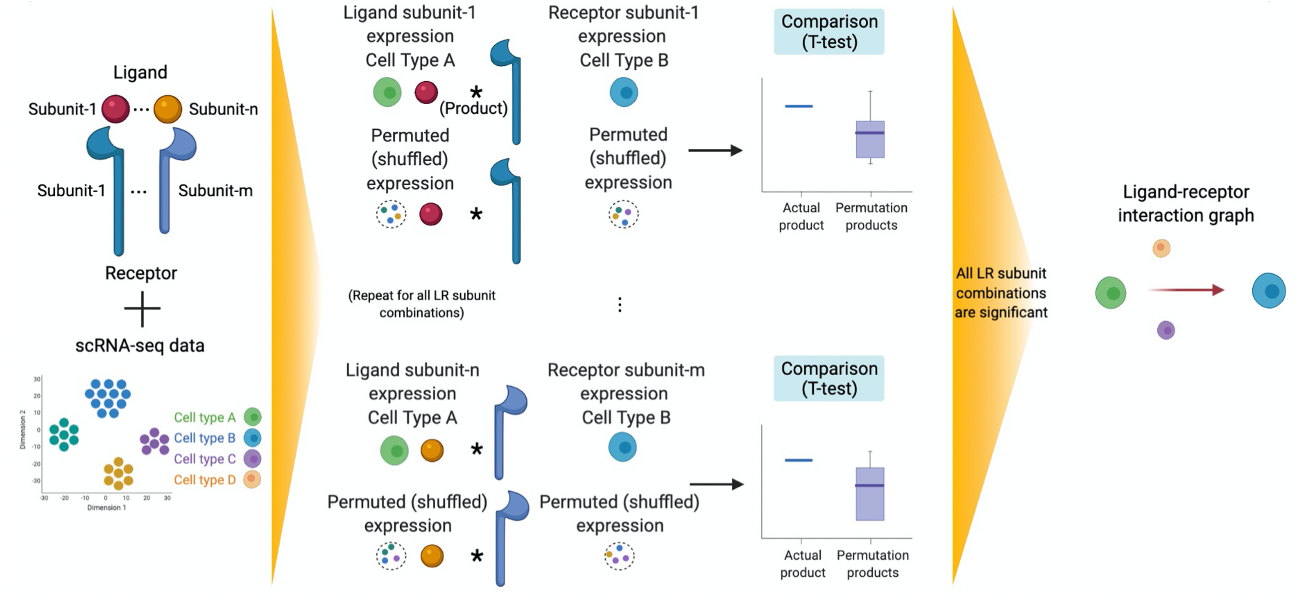 Ligand
Subunit-1 ... Subunit-n
Subunit-1 ... Subunit-m
Receptor
+
scRNA-seq data
Dimension 2
30
20
10
0
-10
-20
-30
-30 -20 -10 0 10 20 30
Dimension 1
Cell type A
Cell type B
Cell type C
Cell type D
Ligand subunit-1
expression
Cell Type A
*
(Product)
Receptor subunit-1
expression
Cell Type B
Permuted
(shuffled)
expression
*
Permuted
(shuffled)
expression
Comparison
(T-test)
Actual
product
Permutation
products
(Repeat for all LR subunit
combinations)
Ligand subunit-n
expression
Cell Type A
*
Receptor subunit-m
expression
Cell Type B
Permuted (shuffled)
expression
*
Permuted (shuffled)
expression
Comparison
(T-test)
Actual
product
Permutation
products
All LR subunit
combinations
are significant
Ligand-receptor
interaction graph